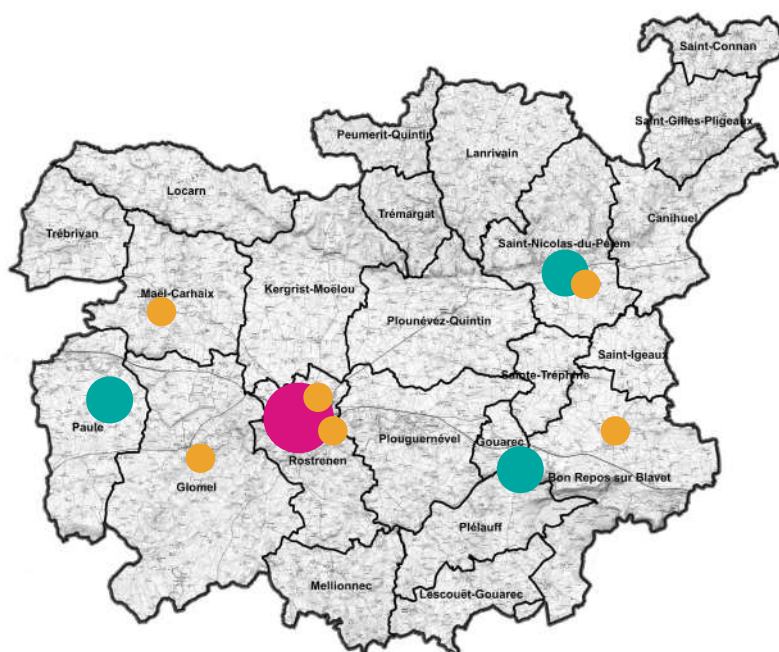 Saint-Connan
Saint-Gilles-Pligeaux
Peumerit-Quintin
Lanrivain
Locarn
Trémargat
Canihuel
Trébrivan
Saint-Nicolas-du-Pélem
Maël-Carhaix
Kergrist-Moëlou
Plounévez-Quintin
Saint-Igeaux
Sainte-Tréphine
Paule
Plouguernével
Gouarec
Rostrenen
Bon Repos sur Blavet
Glomel
Plélauff
Mellionnec
Lescouët-Gouarec